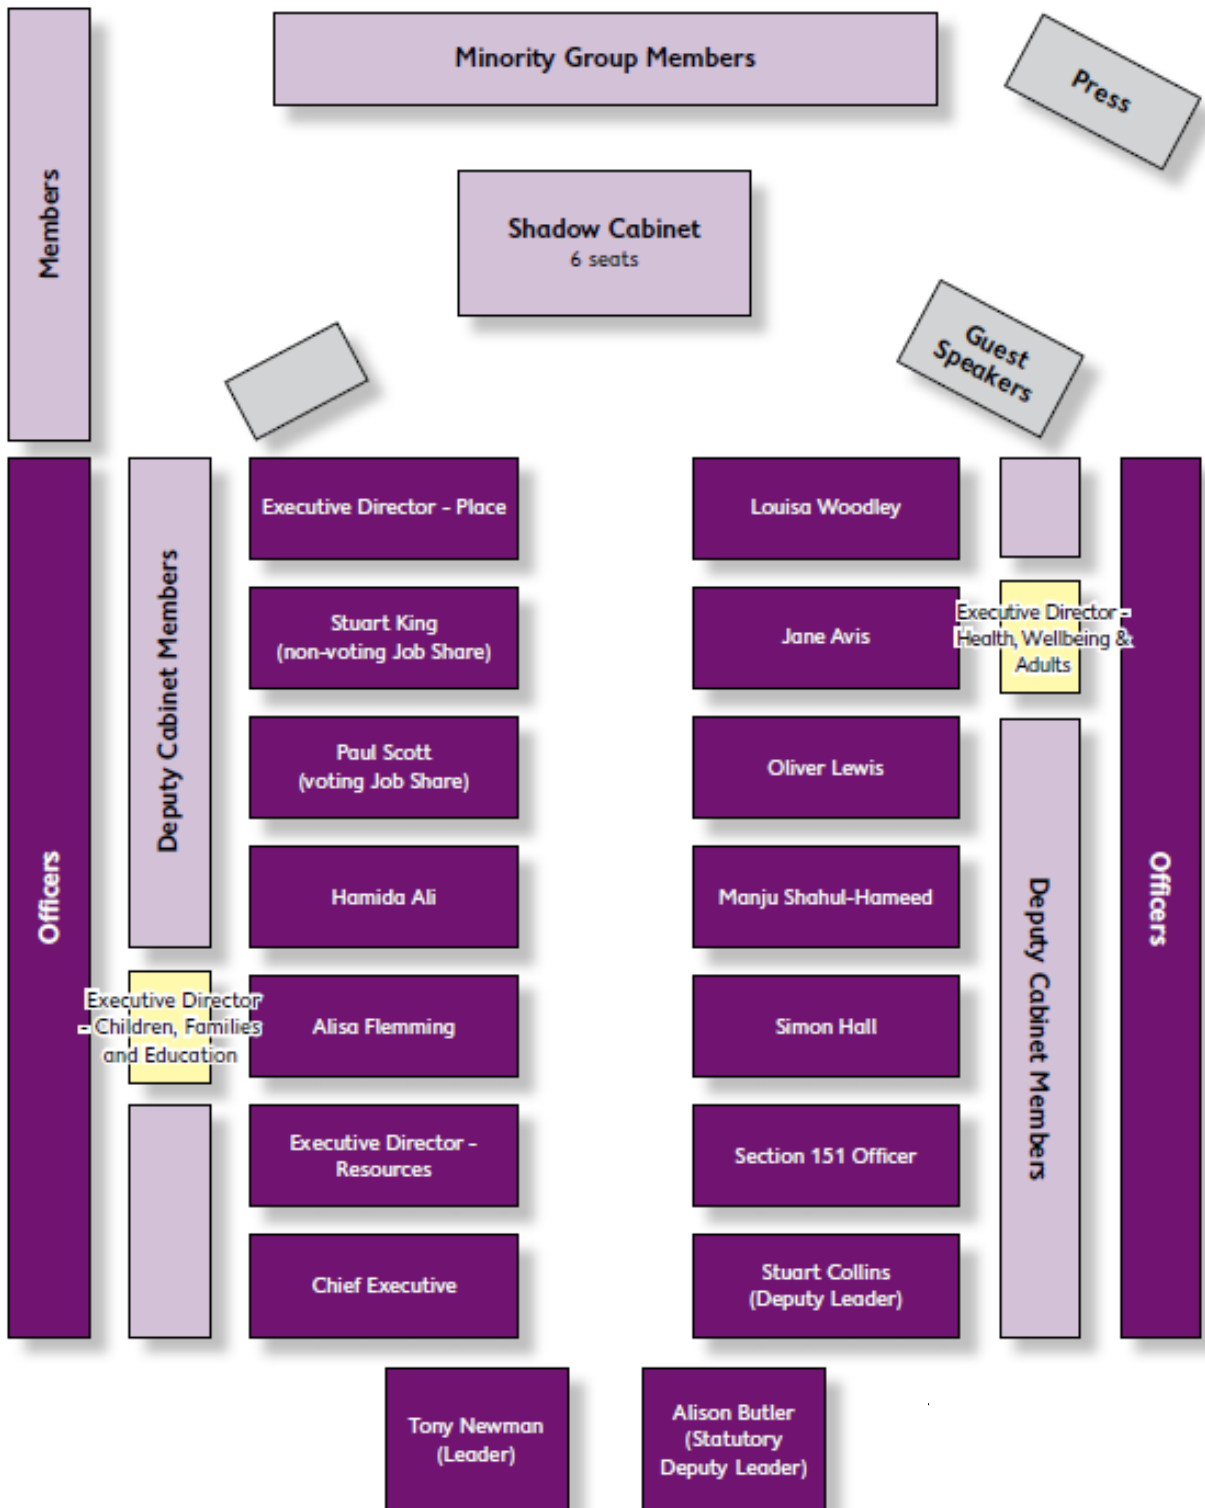 Minority Group Members
Press
Members
Shadow Cabinet
6 seats
Guest
Speakers
Executive Director - Place
Louisa Woodley
Deputy Cabinet Members
Stuart King
(non-voting Job Share)
Jane Avis
Executive Director -
Health, Wellbeing &
Adults
Paul Scott
(voting Job Share)
Oliver Lewis
Officers
Hamida Ali
Manju Shahul-Hameed
Officers
Executive Director
- Children, Families
and Education
Alisa Flemming
Simon Hall
Deputy Cabinet Members
Executive Director -
Resources
Section 151 Officer
Chief Executive
Stuart Collins
(Deputy Leader)
Tony Newman
(Leader)
Alison Butler
(Statutory
Deputy Leader)